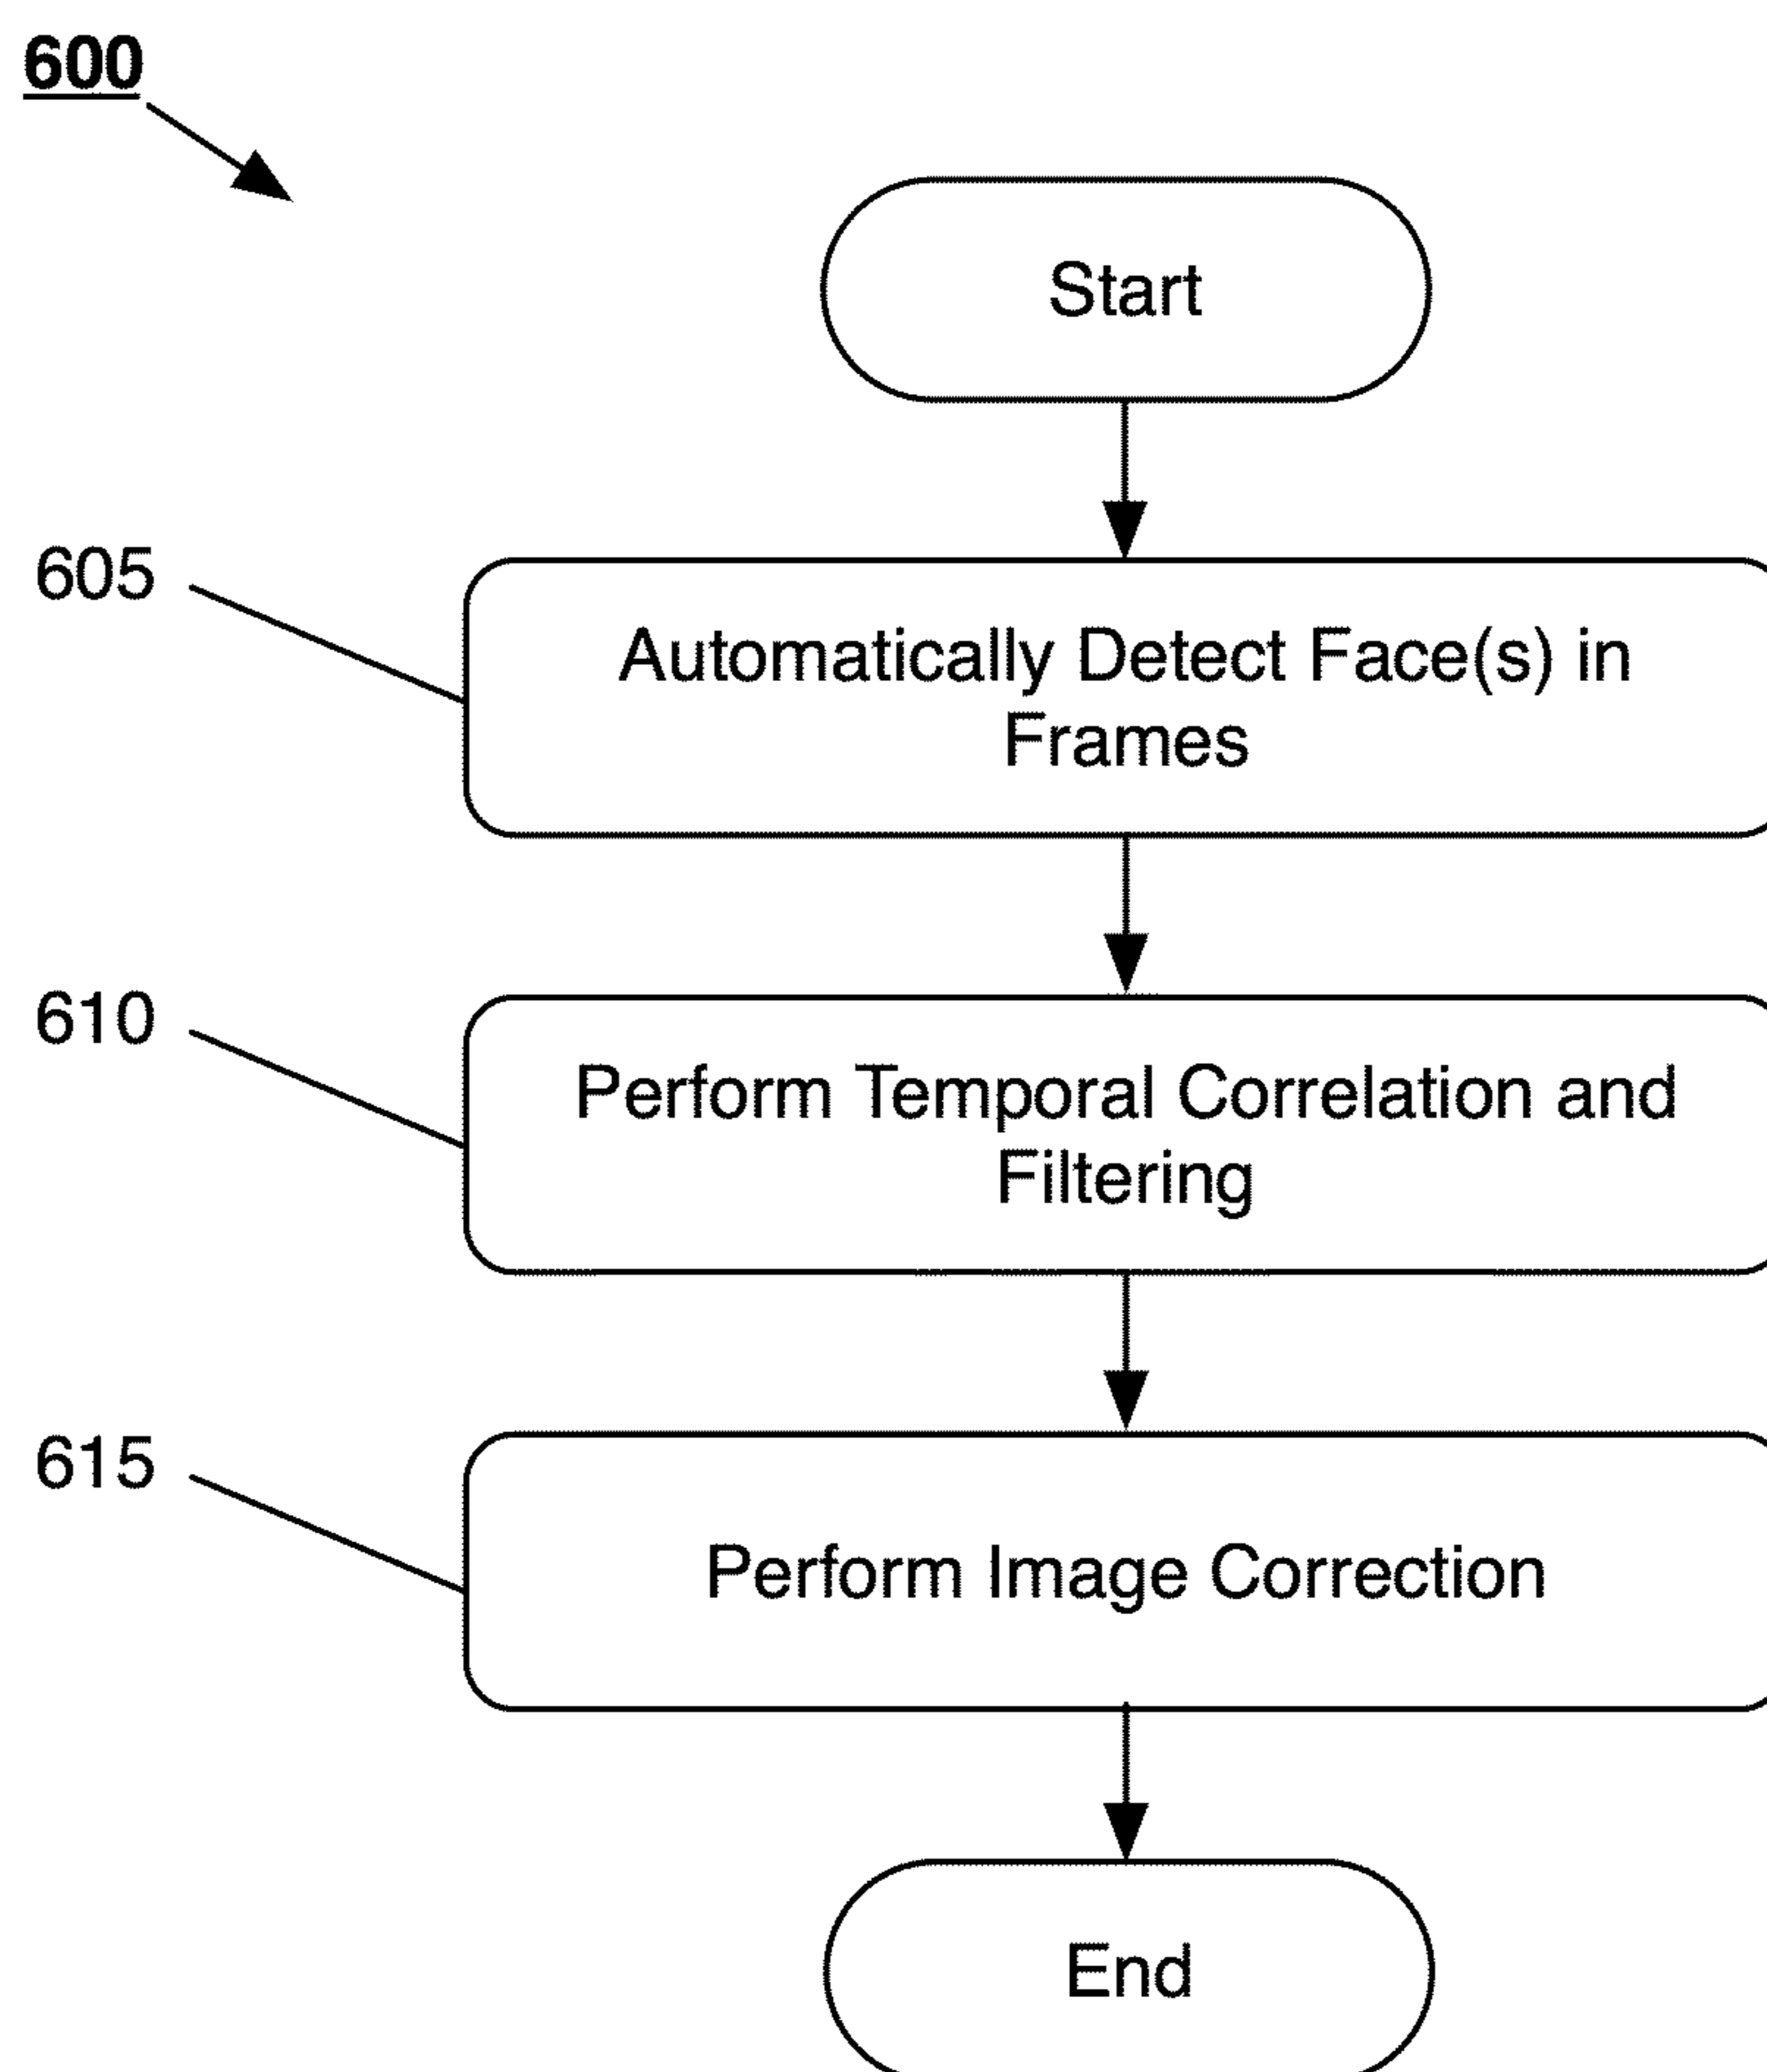 600
Start
605
Automatically Detect Face(s) in
Frames
610
Perform Temporal Correlation and
Filtering
615
Perform Image Correction
End